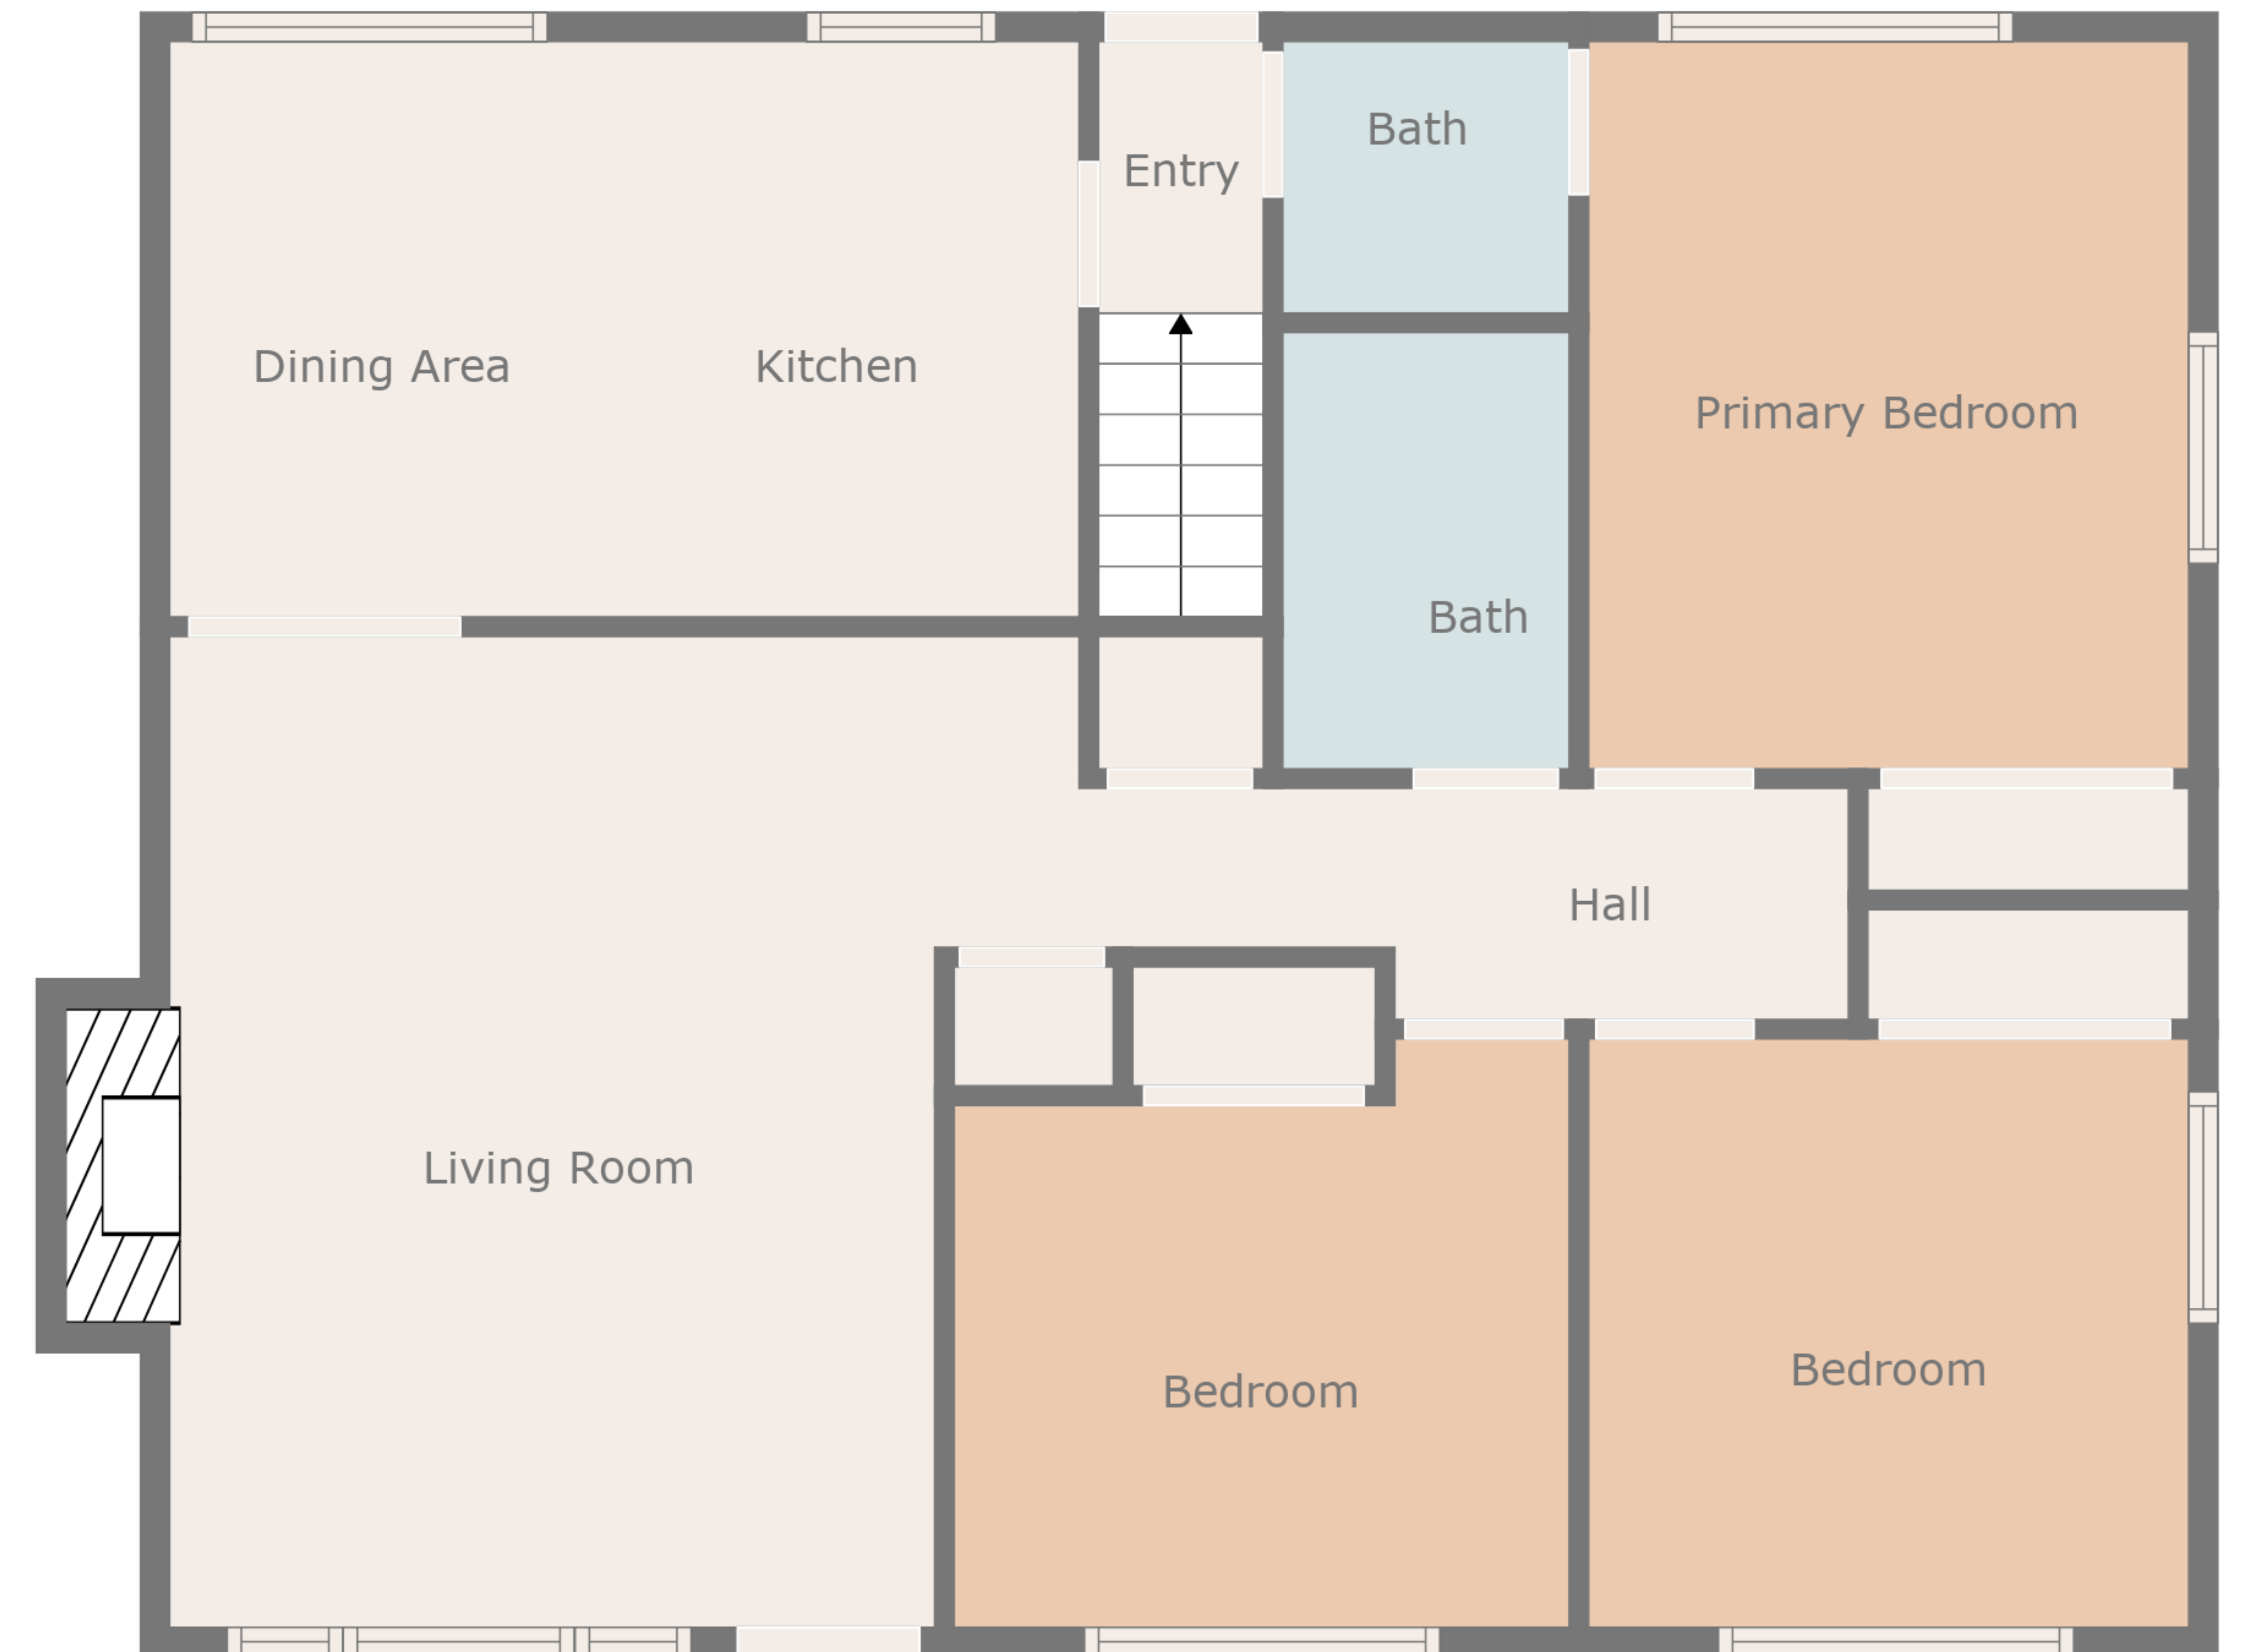 Bath
Entry
Dining Area
Kitchen
Primary Bedroom
Bath
Hall
Living Room
Bedroom
Bedroom